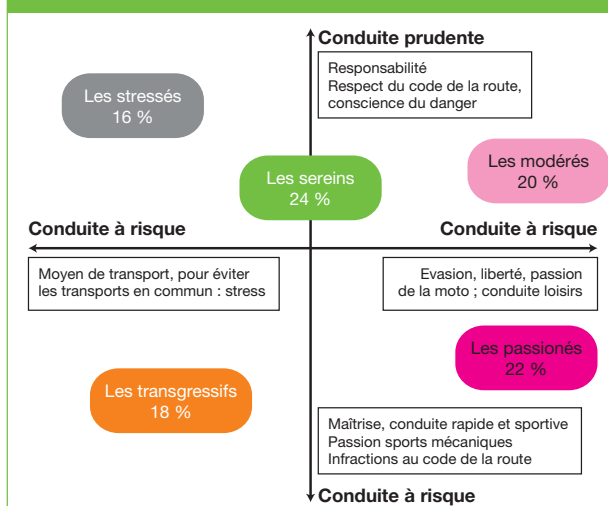 Conduite prudente
Responsabilité
Respect du code de la route,
conscience du danger
Les stressés
16 %
Les modérés
20 %
Les sereins
24 %
Conduite à risque
Conduite à risque
Moyen de transport, pour éviter
les transports en commun : stress
Evasion, liberté, passion
de la moto ; conduite loisirs
Les passionés
22 %
Les transgressifs
18 %
Maîtrise, conduite rapide et sportive
Passion sports mécaniques
Infractions au code de la route
Conduite à risque